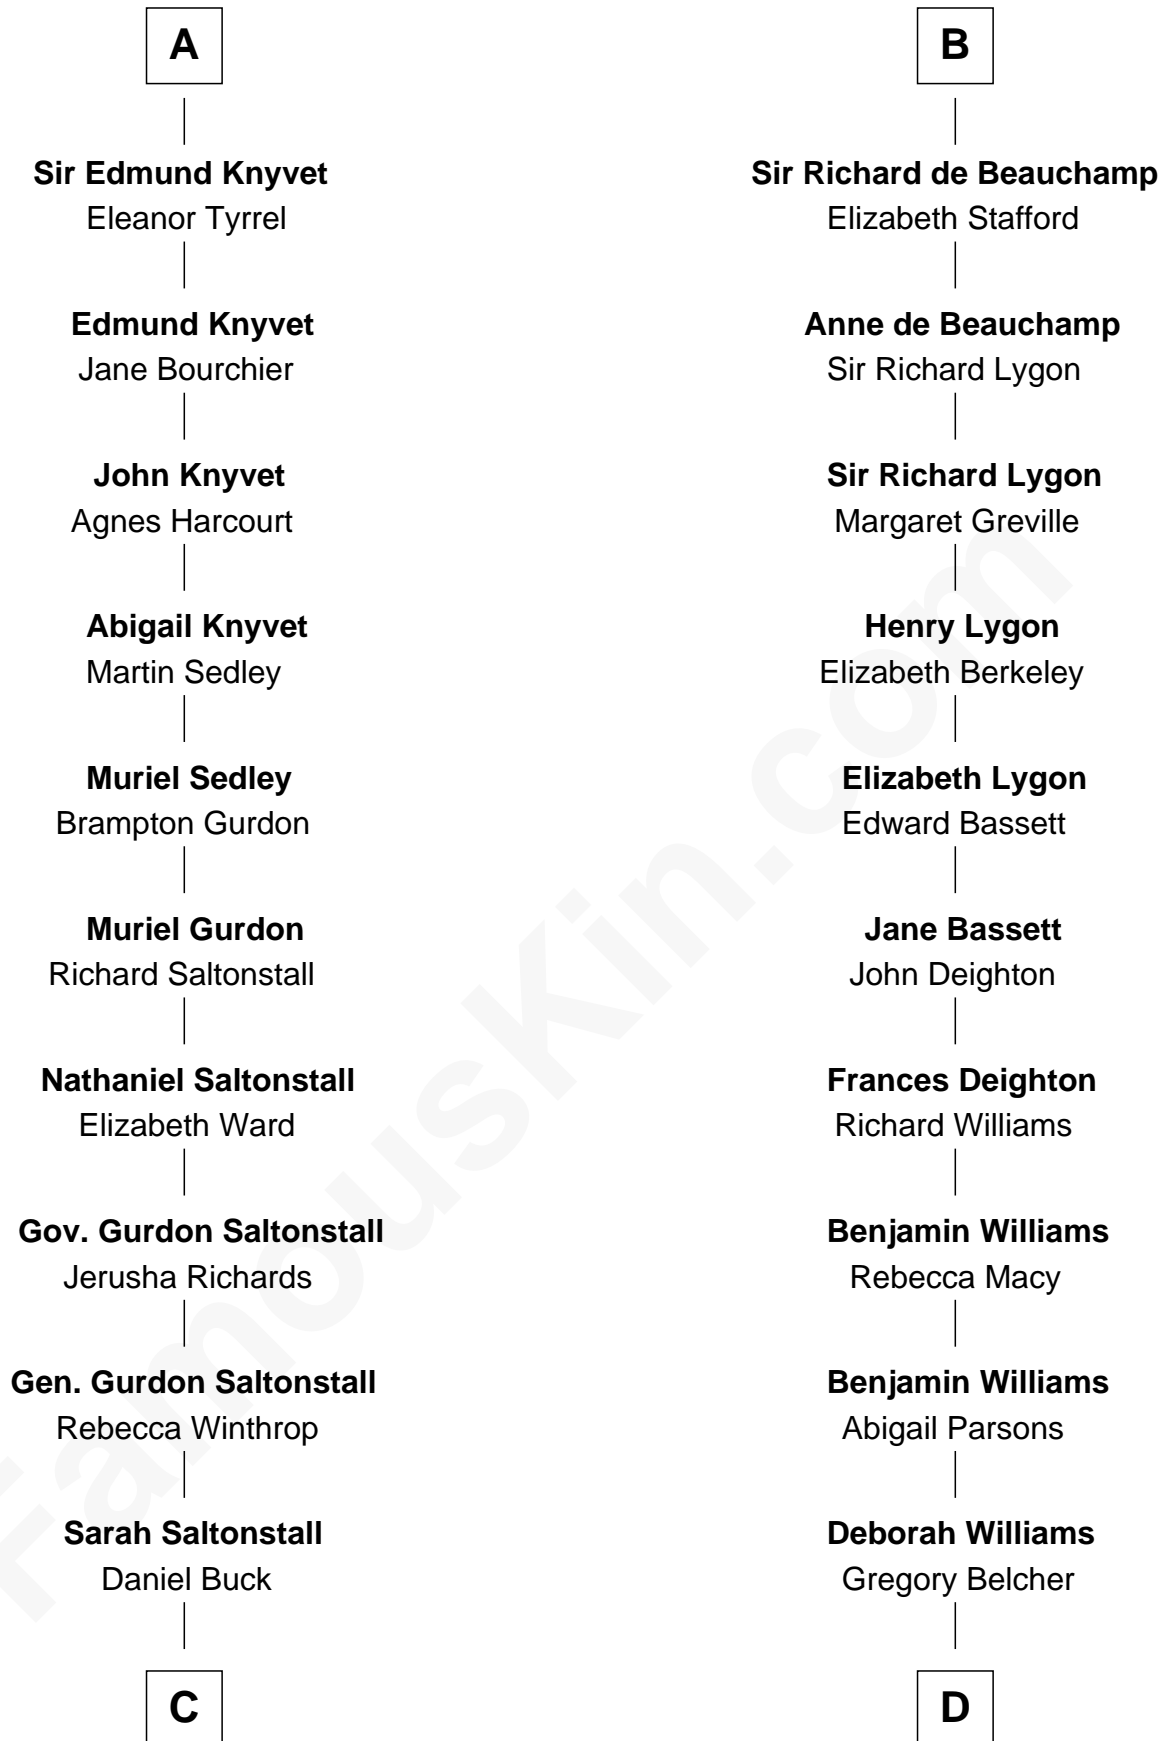 A
Sir Edmund Knyvet
Eleanor Tyrrel
Edmund Knyvet
Jane Bourchier
John Knyvet
Agnes Harcourt
Abigail Knyvet
Martin Sedley
Muriel Sedley
Brampton Gurdon
Muriel Gurdon
Richard Saltonstall
Nathaniel Saltonstall
Elizabeth Ward
Gov. Gurdon Saltonstall
Jerusha Richards
Gen. Gurdon Saltonstall
Rebecca Winthrop
Sarah Saltonstall
Daniel Buck
C
B
Sir Richard de Beauchamp
Elizabeth Stafford
Anne de Beauchamp
Sir Richard Lygon
Sir Richard Lygon
Margaret Greville
Henry Lygon
Elizabeth Berkeley
Elizabeth Lygon
Edward Bassett
Jane Bassett
John Deighton
Frances Deighton
Richard Williams
Benjamin Williams
Rebecca Macy
Benjamin Williams
Abigail Parsons
Deborah Williams
Gregory Belcher
D
FamousKin.com